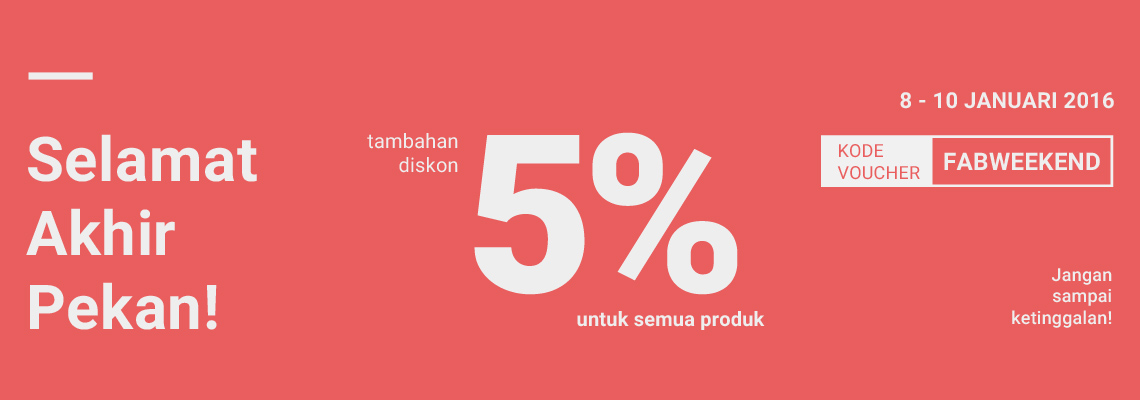 Selamat
Akhir
Pekan!
tambahan
diskon
5%
untuk semua produk
8 - 10 JANUARI 2016
KODE
VOUCHER
FABWEEKEND
Jangan
sampai
ketinggalan!